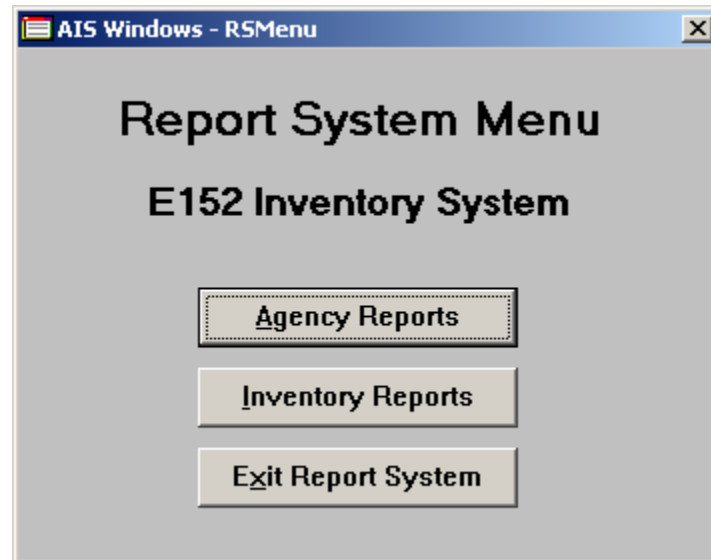 AIS Windows - RSMenu
Report System Menu
E152 Inventory System
Agency Reports
Inventory Reports
Exit Report System